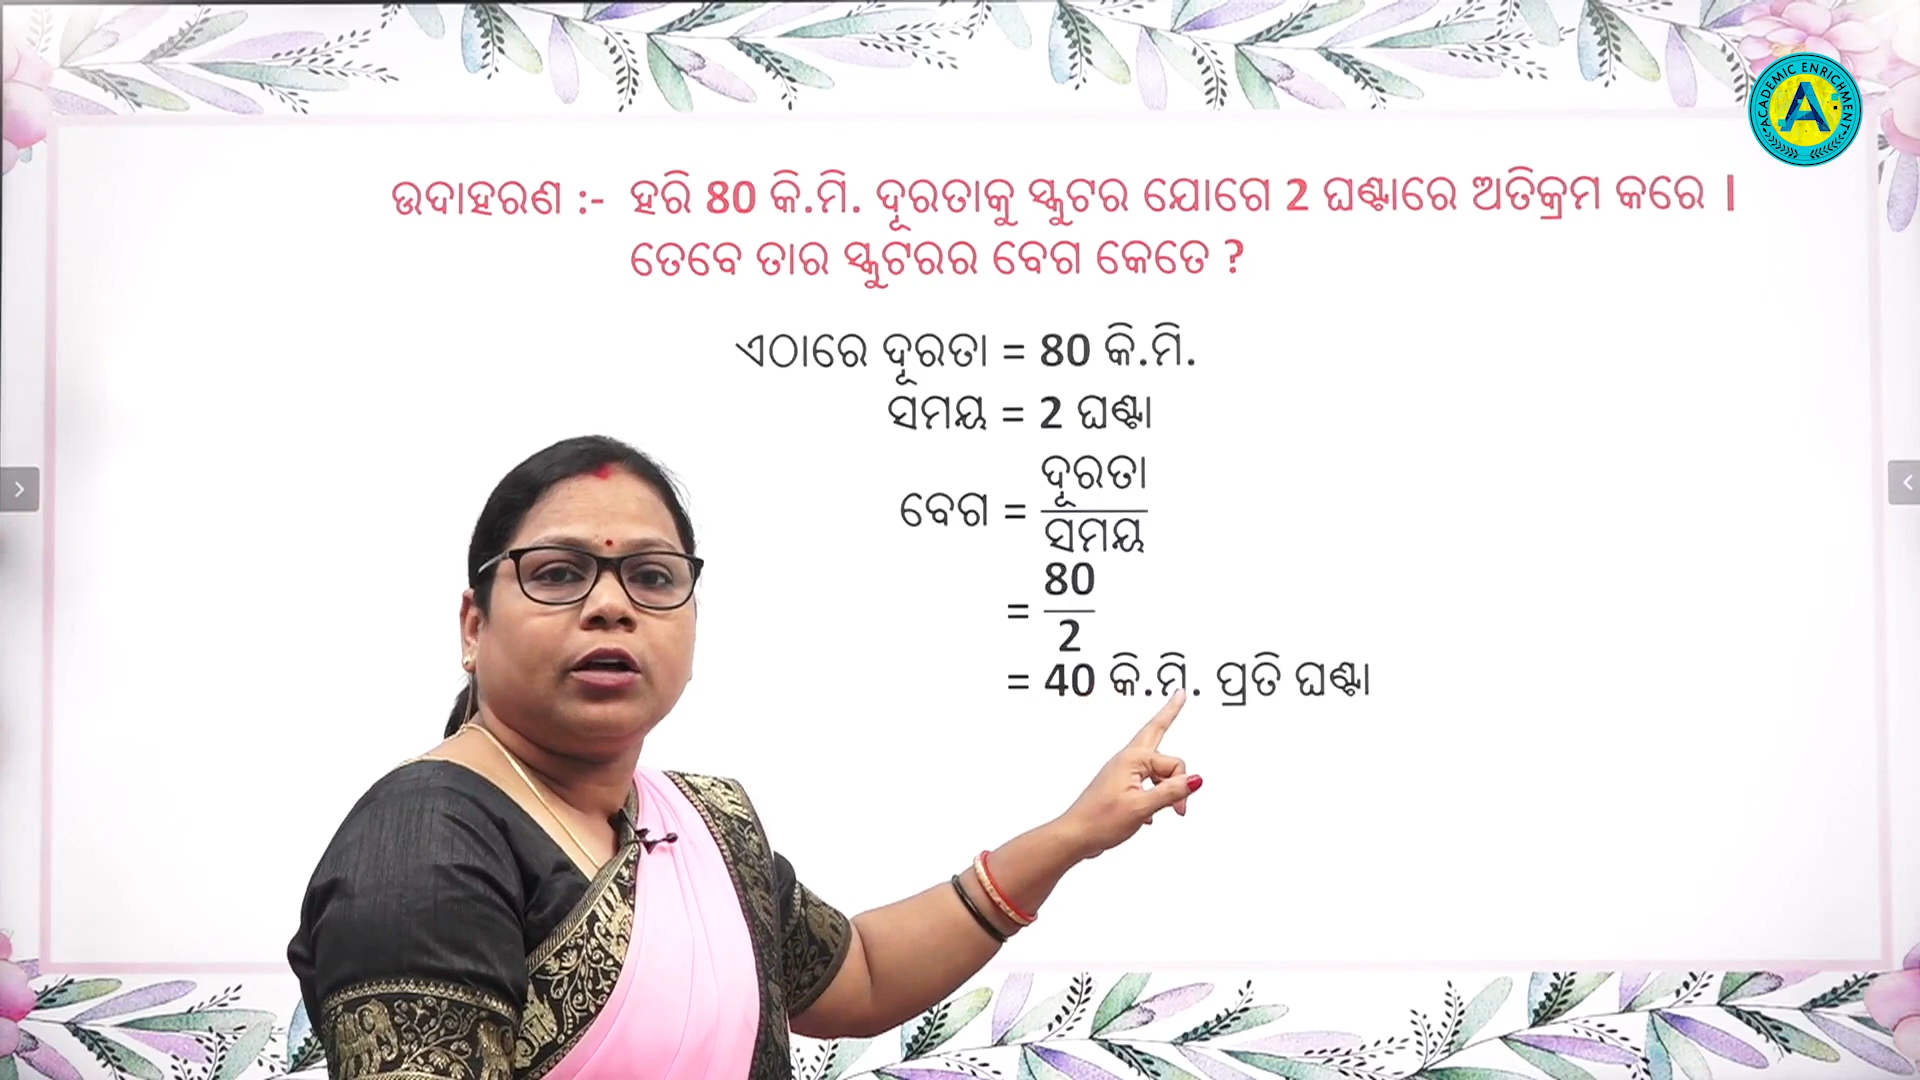 ACADEMIC ENRICHMENT
A
ଉଦାହରଣ :- ହରି 80 କି.ମି. ଦୂରତାକୁ ସ୍କୁଟର ଯୋଗେ 2 ଘଣ୍ଟାରେ ଅତିକ୍ରମ କରେ |
ତେବେ ତାର ସ୍କୁଟରର ବେଗ କେତେ ?
ଏଠାରେ ଦୂରତା = 80 କି.ମି.
ସମୟ = 2 ଘଣ୍ଟା
ବେଗ = ଦୂରତା
ସମୟ
= 80
2
= 40 କି.ମି. ପ୍ରତି ଘଣ୍ଟା